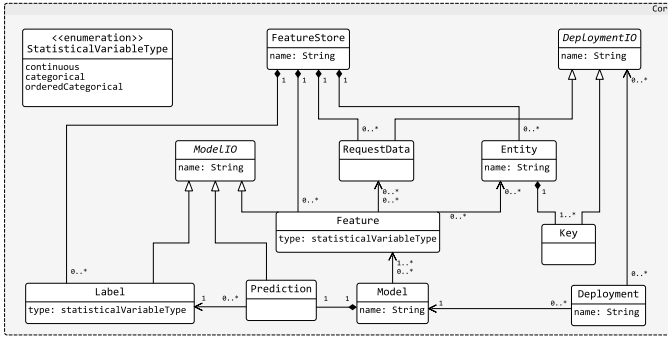 Cor
<<enumeration>>
StatisticalVariableType
continuous
categorical
orderedCategorical
FeatureStore
name: String
DeploymentIO
name: String
1
1
1
1
0..*
0..*
0..*
ModelIO
name: String
RequestData
Entity
name: String
0..*
0..*
0..*
1
0..*
Feature
type: statisticalVariableType
0..*
1..*
Key
1..*
0..*
0..*
0..*
Label
type: statisticalVariableType
1
0..*
Prediction
1
1
Model
name: String
1
0..*
Deployment
name: String